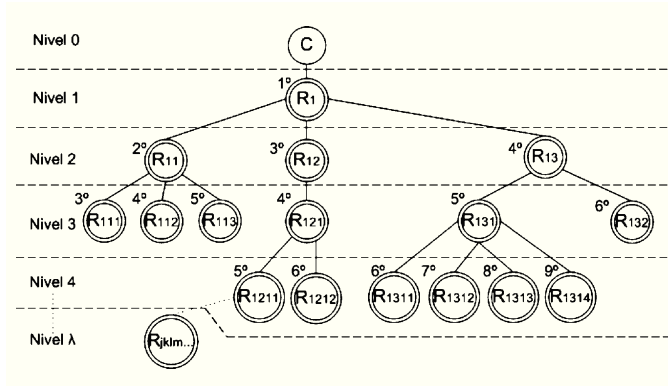 Nivel 0 C
Nivel 1 1º R1
Nivel 2 2º R11 3º R12 4º R13
Nivel 3 3º R111 4º R112 5º R113 4º R121 5º R131 6º R132
Nivel 4 5º R1211 6º R1212 6º R1311 7º R1312 8º R1313 9º R1314
Nivel λ Rjklm...